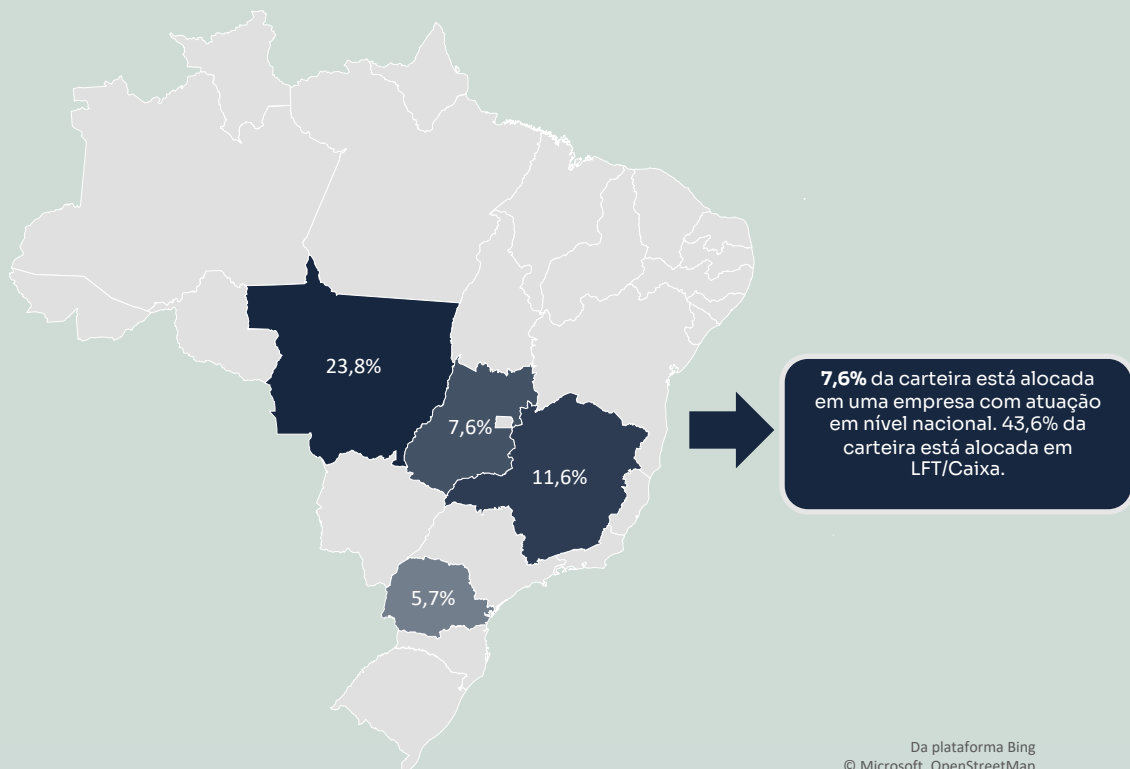 23,8%
7,6%
11,6%
5,7%
7,6% da carteira está alocada
em uma empresa com atuação
em nível nacional. 43,6% da
carteira está alocada em
LFT/Caixa.
Da plataforma Bing
© Microsoft, OpenStreetMap